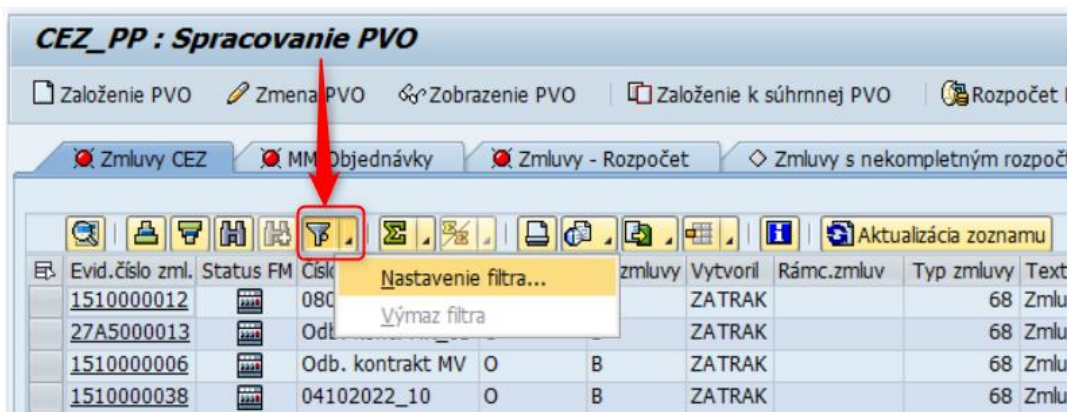 CEZ_PP : Spracovanie PVO
Založenie PVO Zmena PVO Zobrazenie PVO Založenie k súhrnnej PVO Rozpočet
Zmluvy CEZ MM Objednávky Zmluvy - Rozpočet Zmluvy s nekompletným rozpočt
Aktualizácia zoznamu
Evid.číslo zml. Status FM Čísl zmluvy Vytvoril Rámc.zmluv Typ zmluvy Text
Nastavenie filtra...
Výmaz filtra
1510000012 080 ZATRAK 68 Zmlu
27A5000013 Od ZATRAK 68 Zmlu
1510000006 Odb. kontrakt MV O B ZATRAK 68 Zmlu
1510000038 04102022_10 O B ZATRAK 68 Zmlu